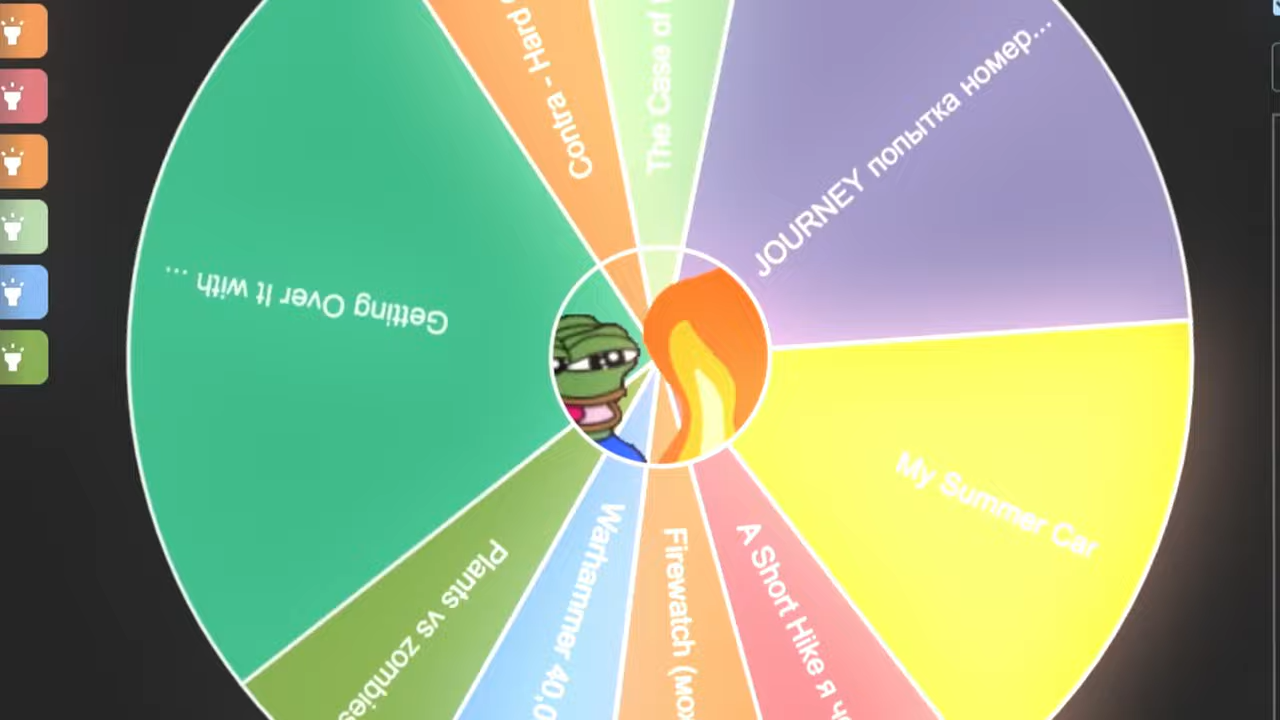 Contra - Hard
The Case of
JOURNEY попытка номер...
My Summer Car
A Short Hike я
Firewatch (мож
Warhammer 40,0
Plants vs Zombies
Getting Over It with ...